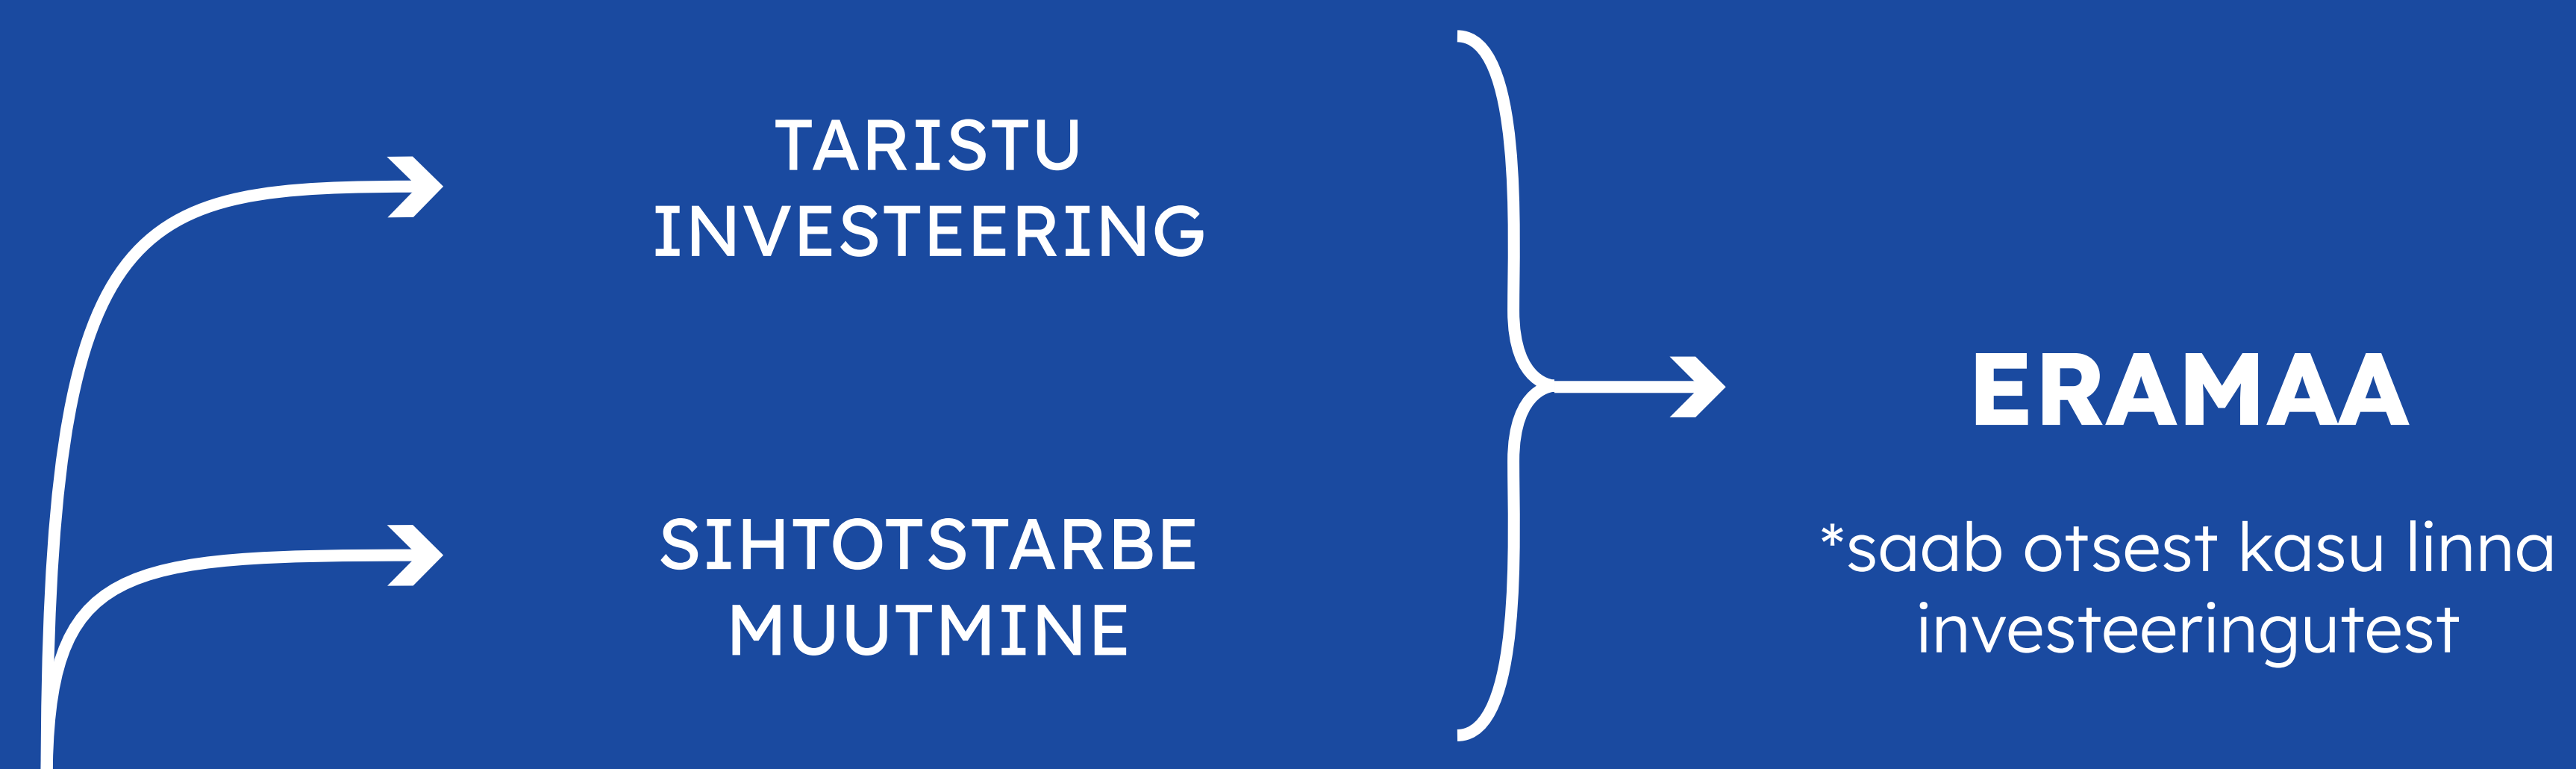 TARISTU
INVESTEERING
SIHTOTSTARBE
MUUTMINE
ERAMAA
*saab otsest kasu linna
investeeringutest